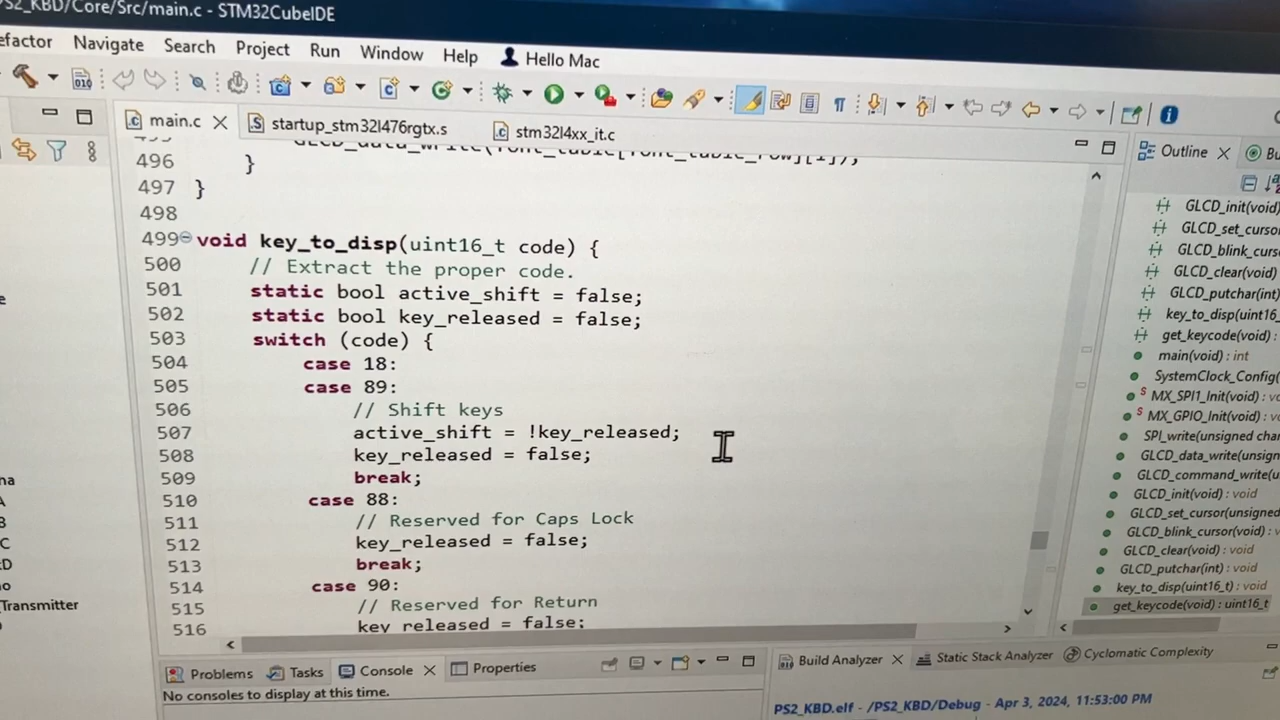 PS2_KBD/Core/Src/main.c - STM32CubeIDE
efactor Navigate Search Project Run Window Help Hello Mac
main.c startup_stm32l476rgtx.s stm32l4xx_it.c
496 }
497 }
498
499 void key_to_disp(uint16_t code) {
500 // Extract the proper code.
501 static bool active_shift = false;
502 static bool key_released = false;
503 switch (code) {
504 case 18:
505 case 89:
506 // Shift keys
507 active_shift = !key_released;
508 key_released = false;
509 break;
510 case 88:
511 // Reserved for Caps Lock
512 key_released = false;
513 break;
514 case 90:
515 // Reserved for Return
516 key_released = false;
Transmitter
Outline
GLCD_init(void)
GLCD_set_curso
GLCD_blink_curs
GLCD_clear(void)
GLCD_putchar(int)
key_to_disp(uint16_
get_keycode(void) :
main(void) : int
SystemClock_Config(
MX_SPI1_Init(void) : v
MX_GPIO_Init(void) : v
SPI_write(unsigned char
GLCD_data_write(unsign
GLCD_command_write(u
GLCD_init(void) : void
GLCD_set_cursor(unsigned
GLCD_blink_cursor(void) : v
GLCD_clear(void) : void
GLCD_putchar(int) : void
key_to_disp(uint16_t) : void
get_keycode(void) : uint16_t
Problems Tasks Console Properties
No consoles to display at this time.
Build Analyzer Static Stack Analyzer Cyclomatic Complexity
PS2_KBD.elf - /PS2_KBD/Debug - Apr 3, 2024, 11:53:00 PM